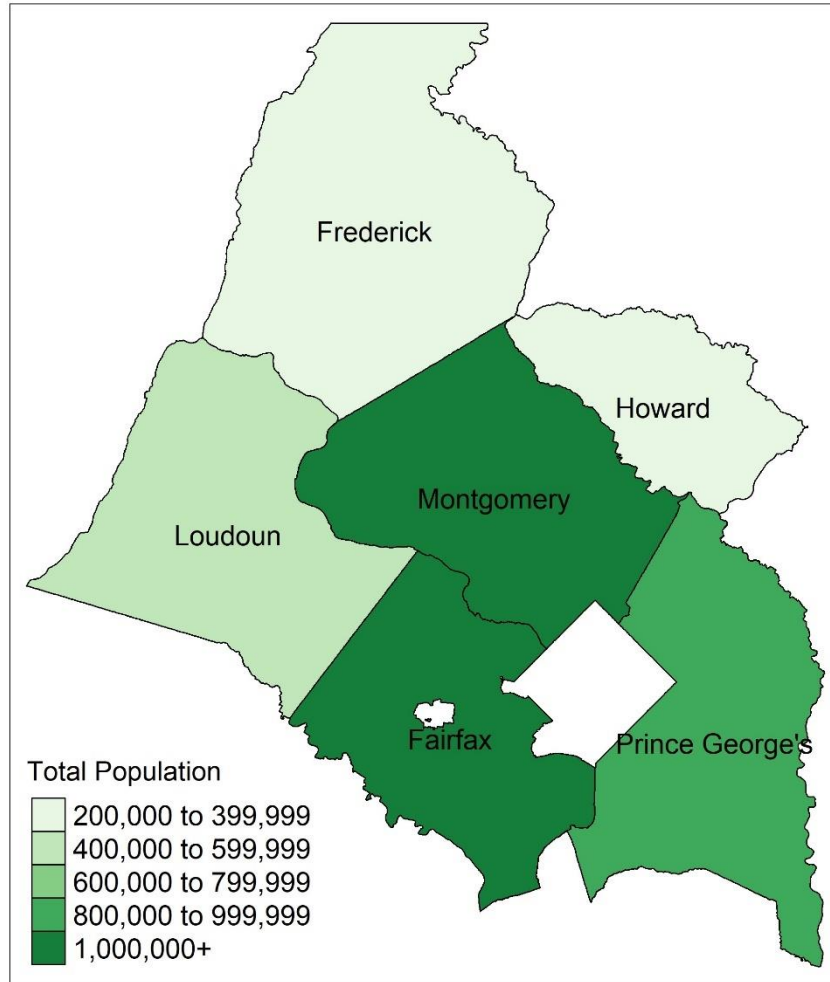 Frederick
Howard
Montgomery
Loudoun
Fairfax
Prince George's
Total Population
200,000 to 399,999
400,000 to 599,999
600,000 to 799,999
800,000 to 999,999
1,000,000+